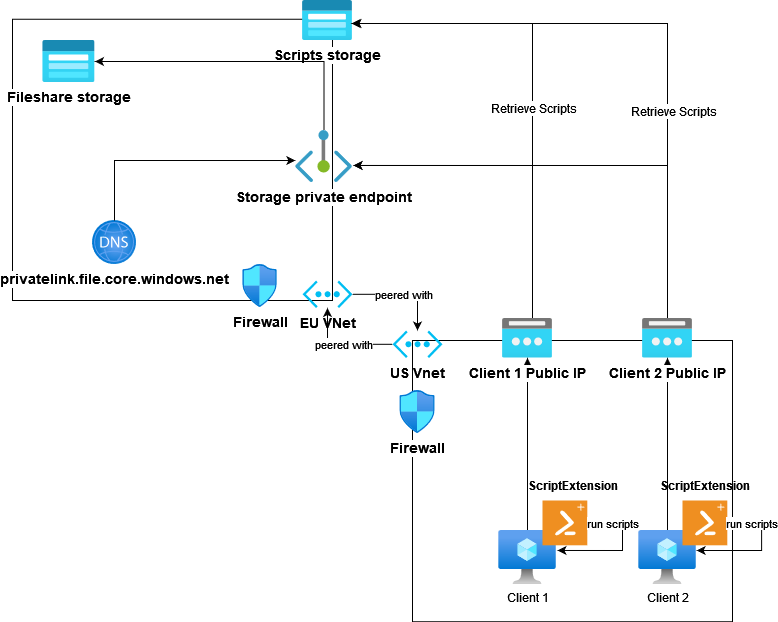 Scripts storage
Fileshare storage
Retrieve Scripts
Retrieve Scripts
Storage private endpoint
DNS
privatelink.file.core.windows.net
Firewall
EU VNet
peered with
peered with
US Vnet
Client 1 Public IP
Client 2 Public IP
Firewall
ScriptExtension
ScriptExtension
run scripts
run scripts
Client 1
Client 2